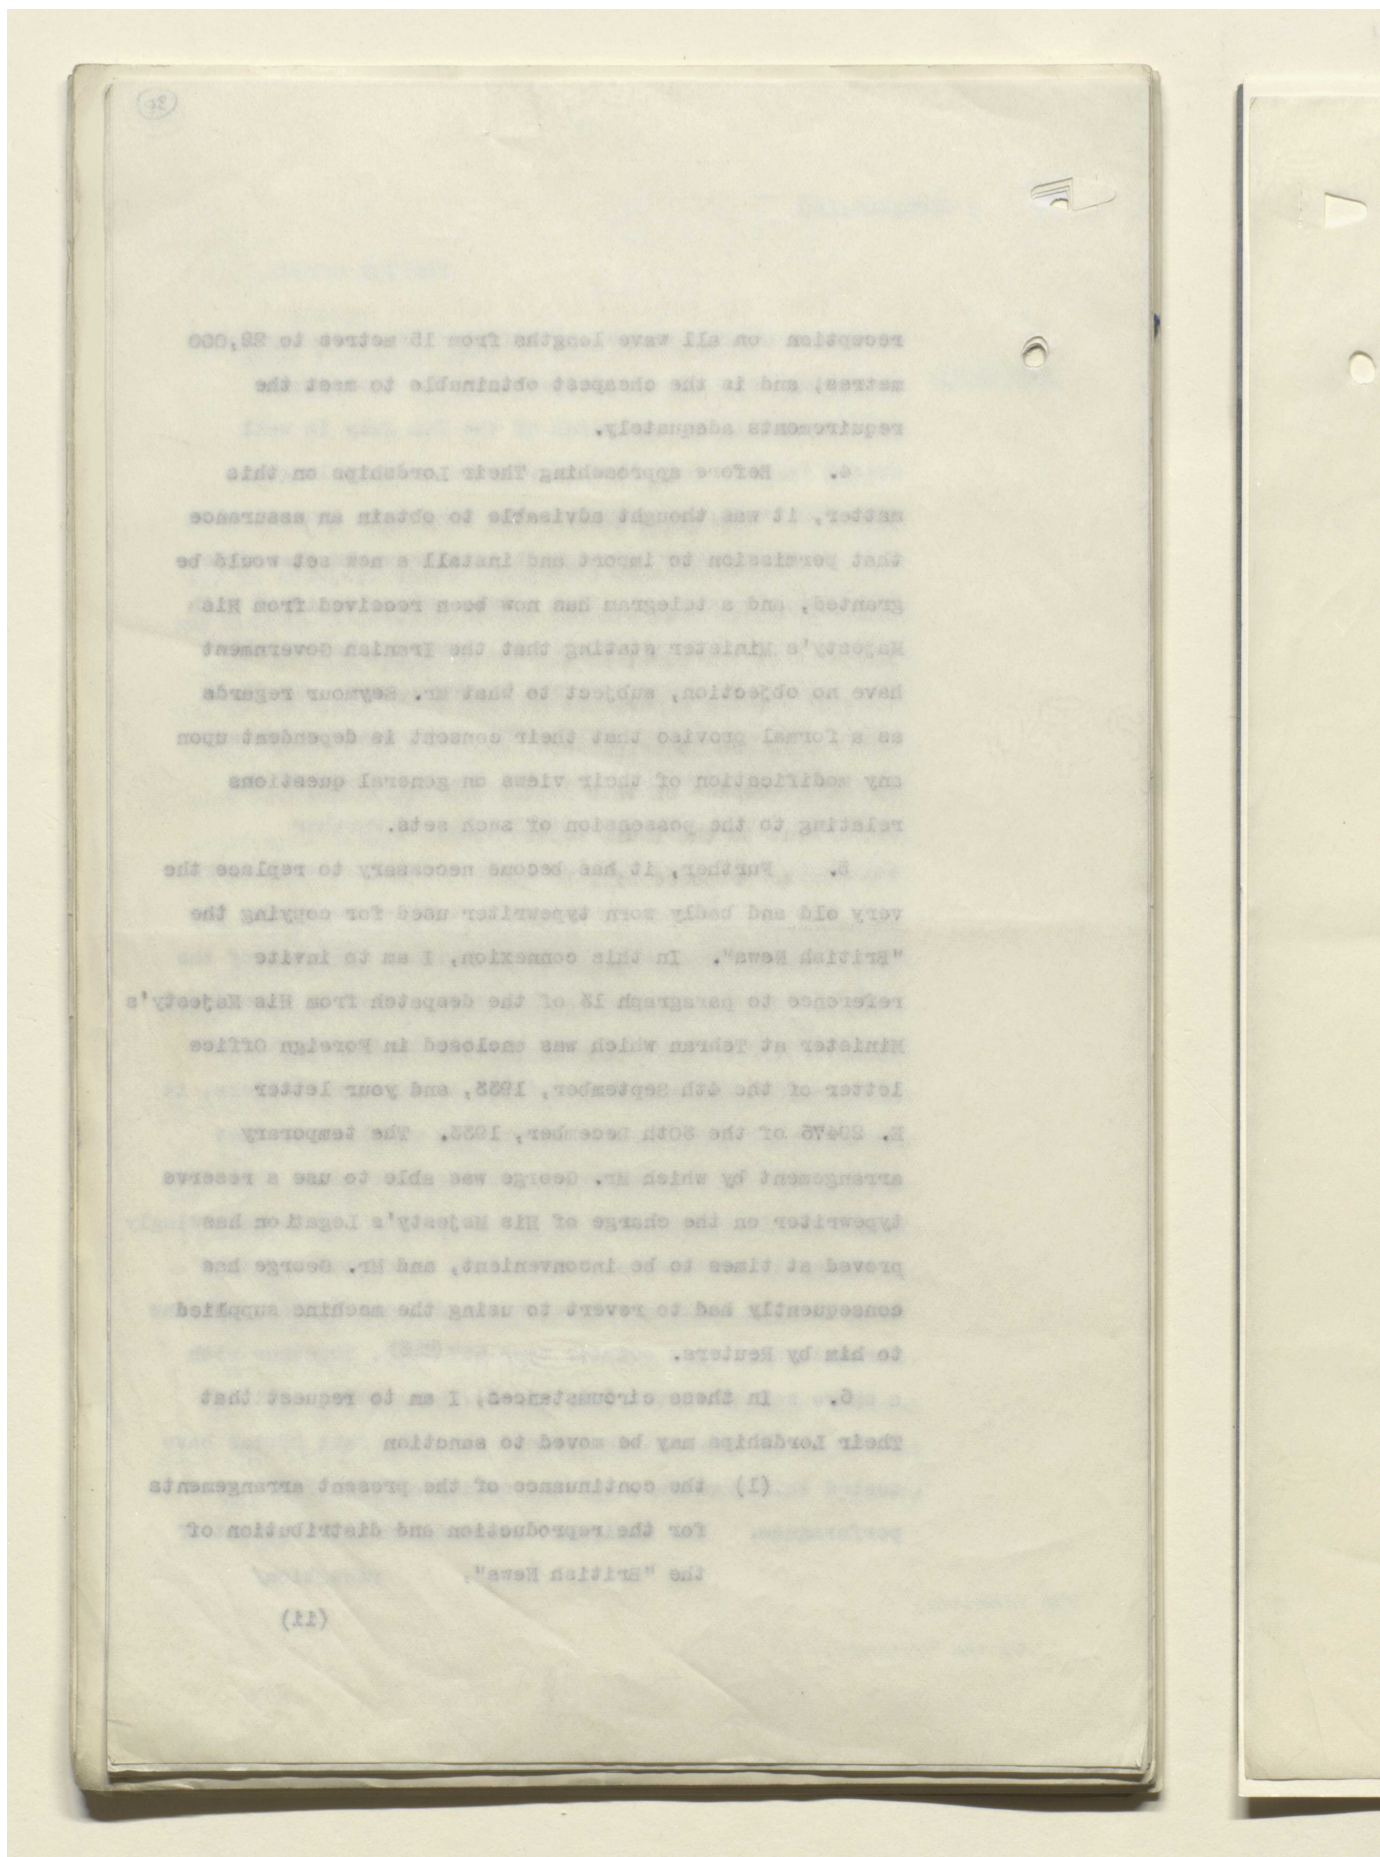 reception on all wave lengths from 15 metres to 22,000
metres; and is the cheapest obtainable to meet the
requirements adequately.
4. Before approaching Their Lordships on this
matter, it was thought advisable to obtain an assurance
that permission to import and install a new set would be
granted, and a telegram has now been received from His
Majesty's Minister stating that the Iranian Government
have no objection, subject to what Mr. Seymour regards
as a formal proviso that their consent is dependent upon
any modification of their views on general questions
relating to the possession of such sets.
5. Further, it has become necessary to replace the
very old and badly worn typewriter used for copying the
"British News". In this connexion, I am to invite
reference to paragraph 13 of the despatch from His Majesty's
Minister at Tehran which was enclosed in Foreign Office
letter of the 4th September, 1933, and your letter
E. 20475 of the 30th December, 1933. The temporary
arrangement by which Mr. George was able to use a reserve
typewriter on the charge of His Majesty's Legation has
proved at times to be inconvenient, and Mr. George has
consequently had to revert to using the machine supplied
to him by Reuters.
6. In these circumstances, I am to request that
Their Lordships may be moved to sanction
(1) the continuance of the present arrangements
for the reproduction and distribution of
the "British News",
(ii)